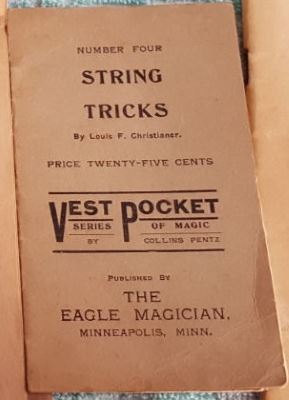 NUMBER FOUR
STRING
TRICKS
By Louis F. Christianer.
PRICE TWENTY-FIVE CENTS
VEST POCKET
SERIES OF MAGIC
BY COLLINS PENTZ
PUBLISHED BY
THE
EAGLE MAGICIAN,
MINNEAPOLIS, MINN.